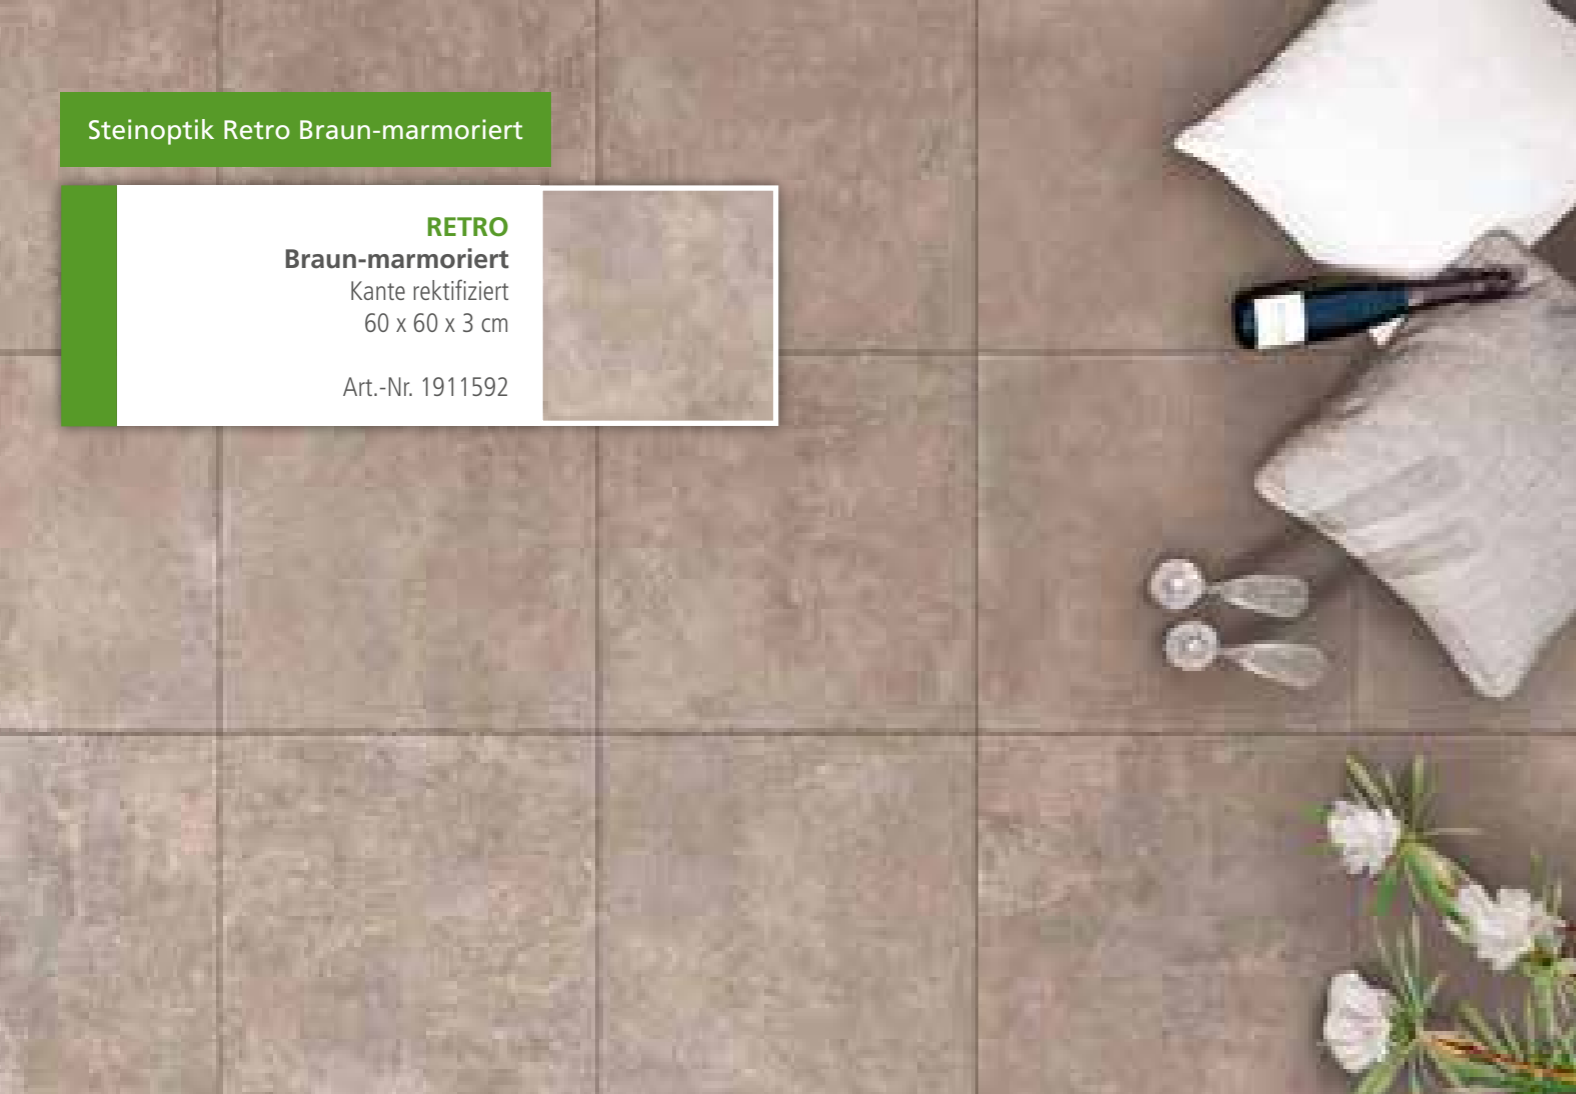 Steinoptik Retro Braun-marmoriert
RETRO
Braun-marmoriert
Kante rektifiziert
60 x 60 x 3 cm
Art.-Nr. 1911592